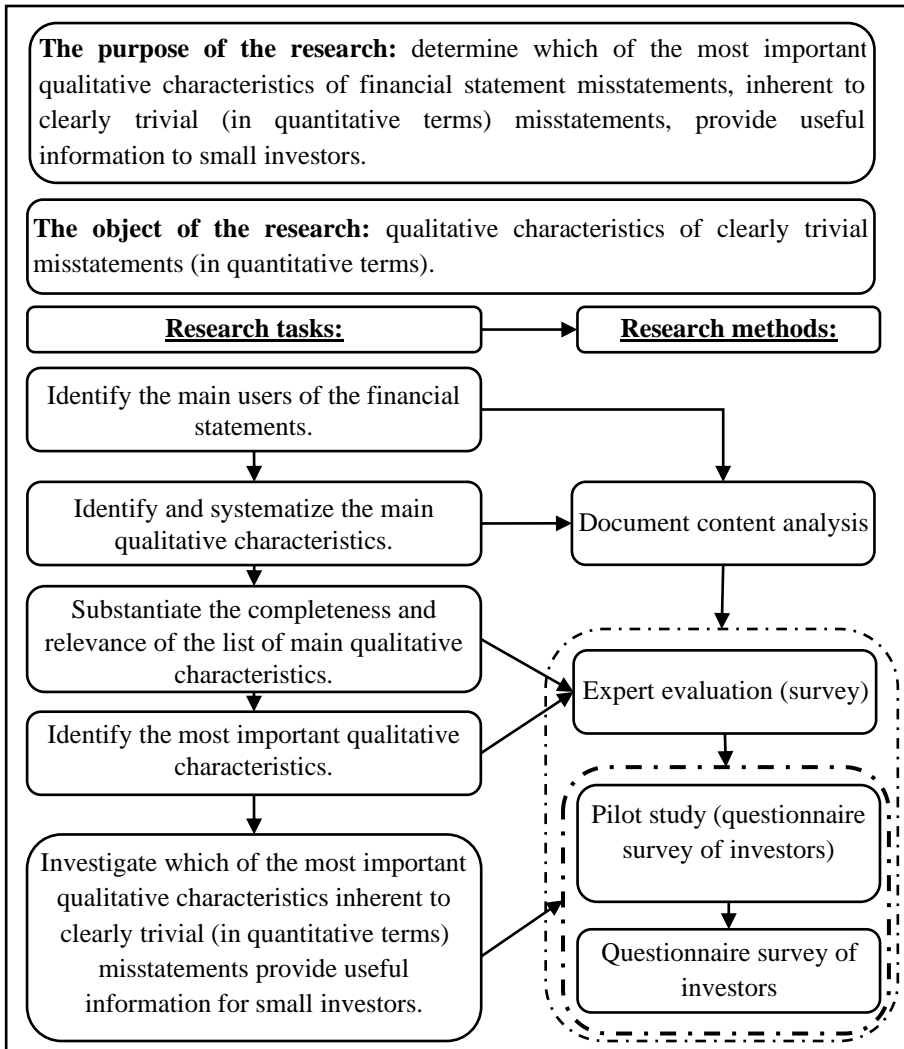 The purpose of the research: determine which of the most important
qualitative characteristics of financial statement misstatements, inherent to
clearly trivial (in quantitative terms) misstatements, provide useful
information to small investors.
The object of the research: qualitative characteristics of clearly trivial
misstatements (in quantitative terms).
Research tasks:
Research methods:
Identify the main users of the financial
statements.
Identify and systematize the main
qualitative characteristics.
Document content analysis
Substantiate the completeness and
relevance of the list of main qualitative
characteristics.
Expert evaluation (survey)
Identify the most important qualitative
characteristics.
Pilot study (questionnaire
survey of investors)
Investigate which of the most important
qualitative characteristics inherent to
clearly trivial (in quantitative terms)
misstatements provide useful
information for small investors.
Questionnaire survey of
investors